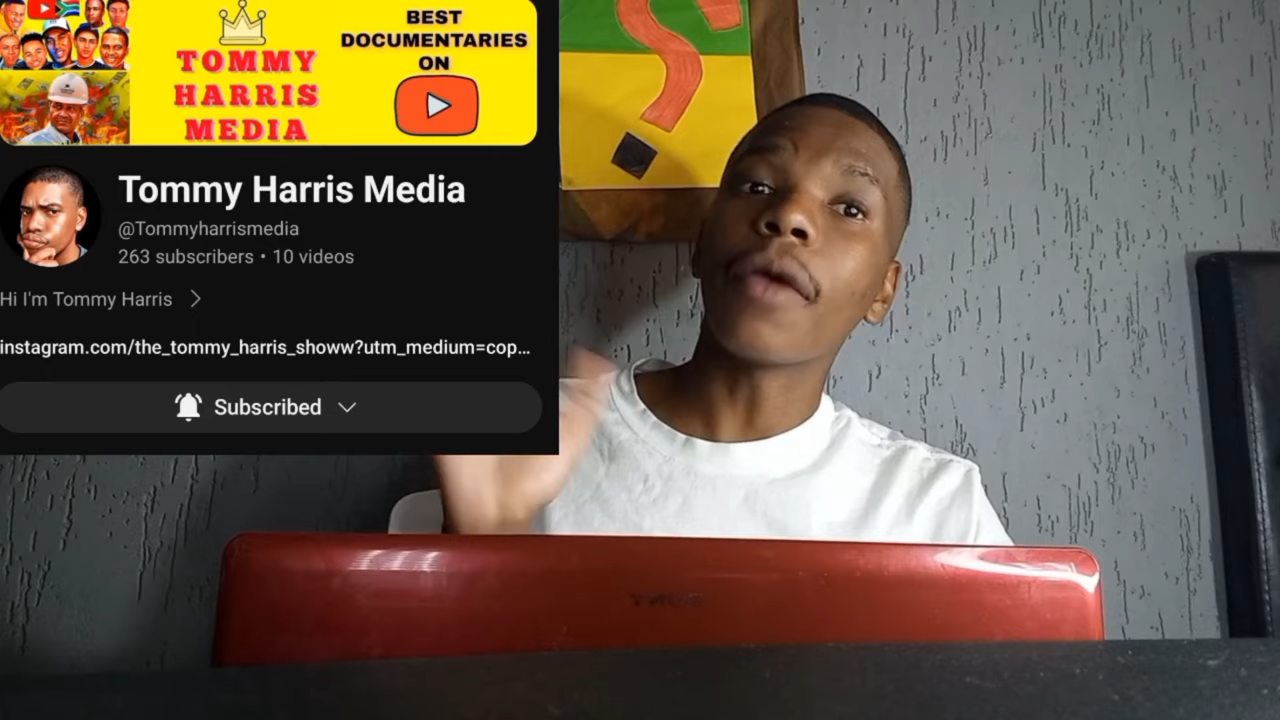 TOMMY
HARRIS
MEDIA
BEST
DOCUMENTARIES
ON
Tommy Harris Media
@Tommyharrismedia
263 subscribers • 10 videos
Hi I'm Tommy Harris
instagram.com/the_tommy_harris_showw?utm_medium=cop...
Subscribed